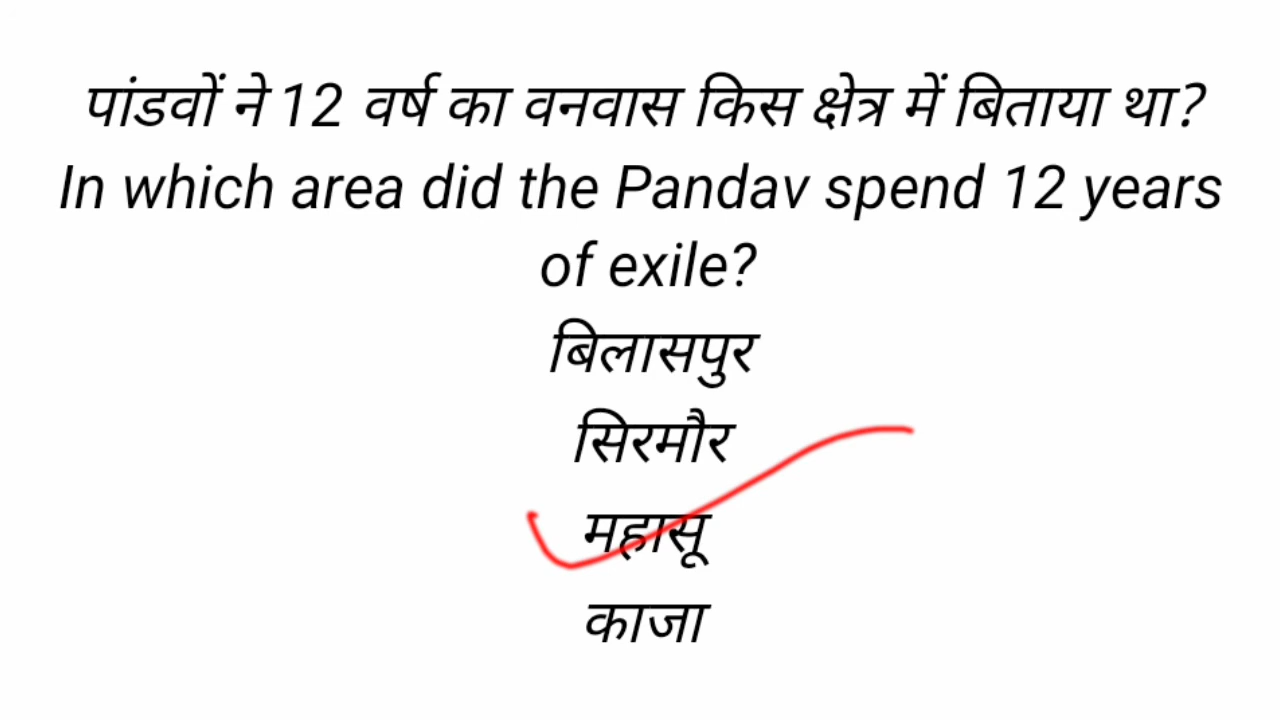 पांडवों ने 12 वर्ष का वनवास किस क्षेत्र में बिताया था?
In which area did the Pandav spend 12 years
of exile?
बिलासपुर
सिरमौर
महासू
काजा